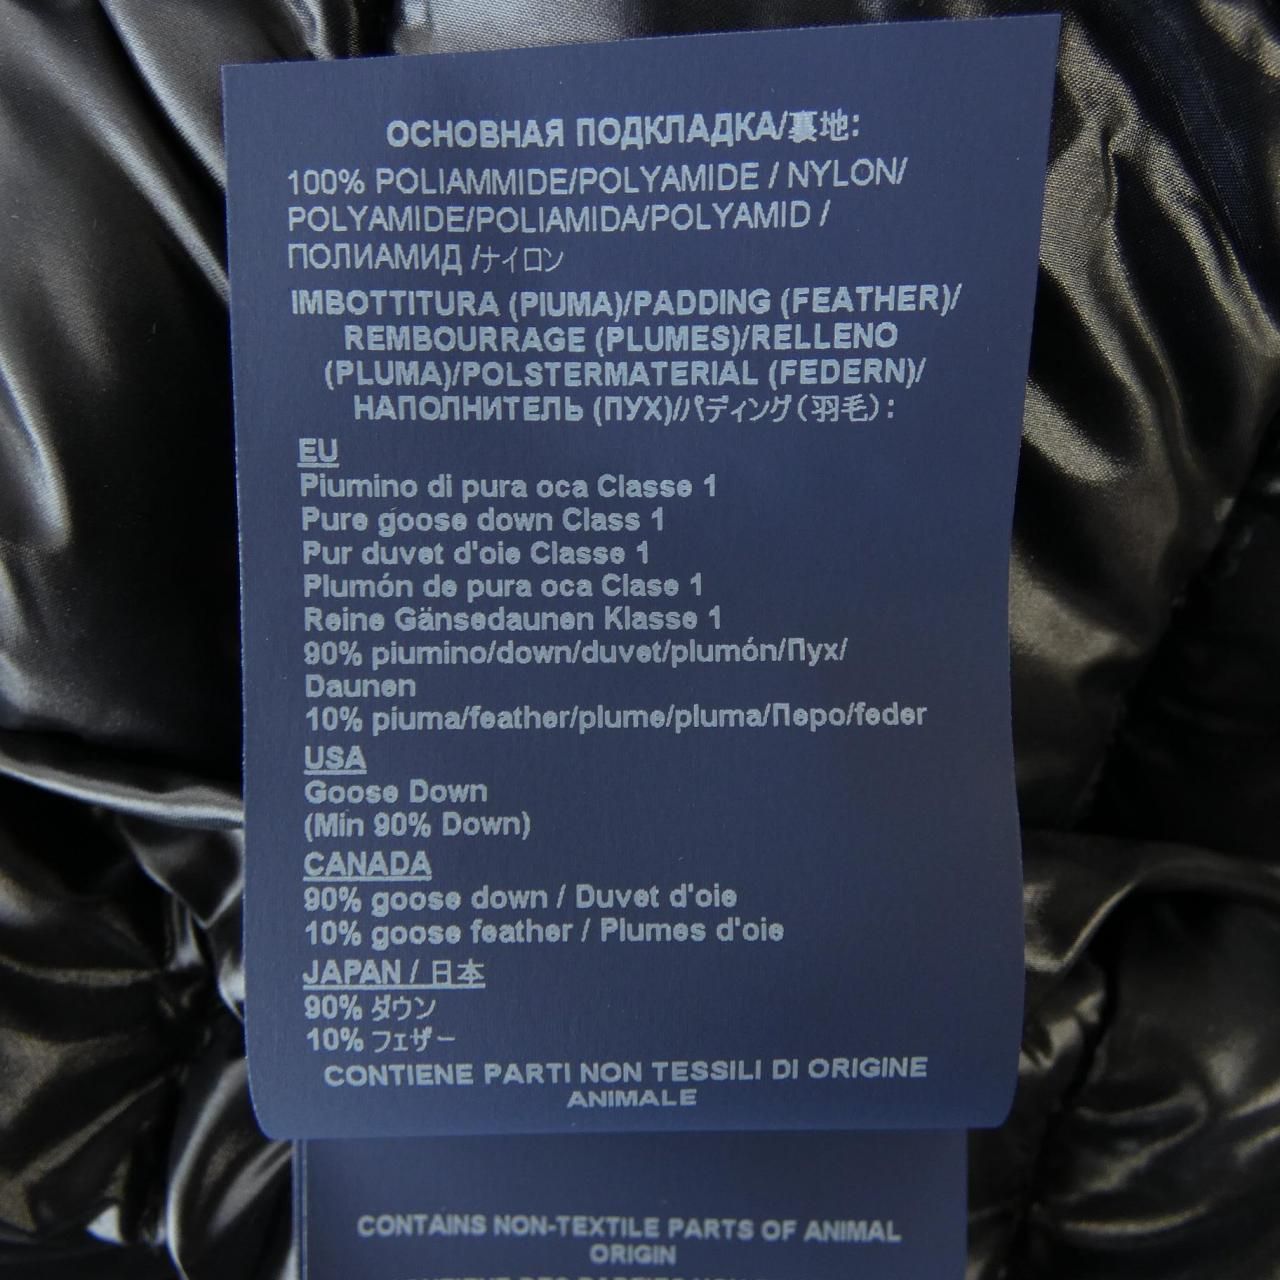 ОСНОВНАЯ ПОДКЛАДКА/裏地:
100% POLIAMMIDE/POLYAMIDE / NYLON/
POLYAMIDE/POLIAMIDA/POLYAMID /
ПОЛИАМИД /ナイロン
IMBOTTITURA (PIUMA)/PADDING (FEATHER)/
REMBOURRAGE (PLUMES)/RELLENO
(PLUMA)/POLSTERMATERIAL (FEDERN)/
НАПОЛНИТЕЛЬ (ПУХ)//パディング(羽毛):
EU
Piumino di pura oca Classe 1
Pure goose down Class 1
Pur duvet d'oie Classe 1
Plumón de pura oca Clase 1
Reine Gänsedaunen Klasse 1
90% piumino/down/duvet/plumón/Пух/
Daunen
10% piuma/feather/plume/pluma/Перо/feder
USA
Goose Down
(Min 90% Down)
CANADA
90% goose down / Duvet d'oie
10% goose feather / Plumes d'oie
JAPAN / 日本
90% ダウン
10% フェザー
CONTIENE PARTI NON TESSILI DI ORIGINE
ANIMALE
CONTAINS NON-TEXTILE PARTS OF ANIMAL
ORIGIN